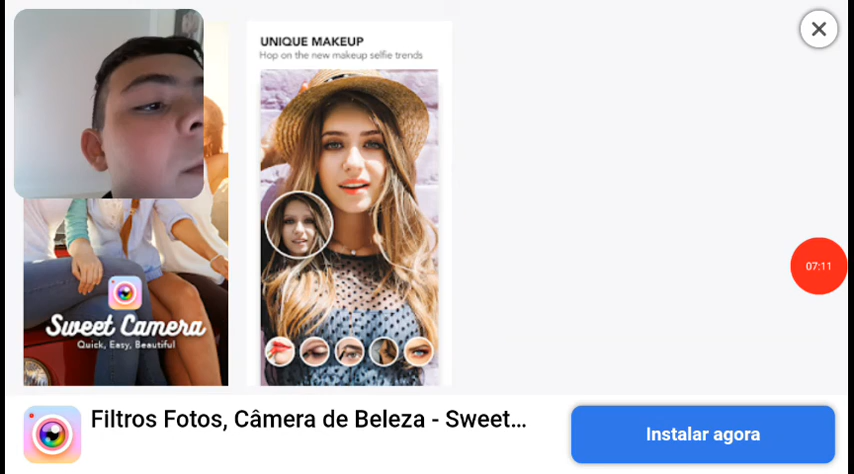 UNIQUE MAKEUP
Hop on the new makeup selfie trends
07:11
Sweet Camera
Quick, Easy, Beautiful
Filtros Fotos, Câmera de Beleza - Sweet...
Instalar agora